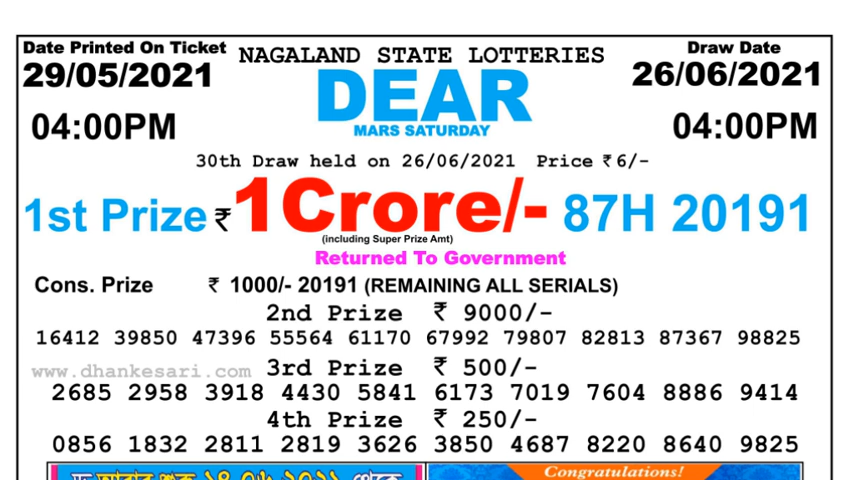 Date Printed On Ticket NAGALAND STATE LOTTERIES Draw Date
29/05/2021 DEAR 26/06/2021
MARS SATURDAY
04:00PM 04:00PM
30th Draw held on 26/06/2021 Price ₹ 6/-
1st Prize ₹ 1Crore/- 87H 20191
(including Super Prize Amt)
Returned To Government
Cons. Prize ₹ 1000/- 20191 (REMAINING ALL SERIALS)
2nd Prize ₹ 9000/-
16412 39850 47396 55564 61170 67992 79807 82813 87367 98825
www.dhankesari.com 3rd Prize ₹ 500/-
2685 2958 3918 4430 5841 6173 7019 7604 8886 9414
4th Prize ₹ 250/-
0856 1832 2811 2819 3626 3850 4687 8220 8640 9825
Congratulations!